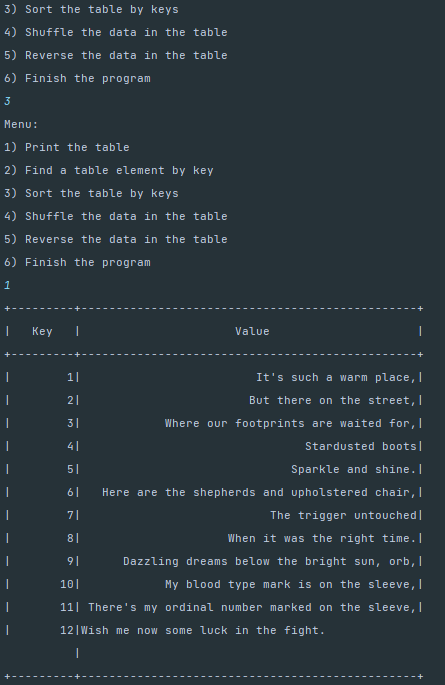 3) Sort the table by keys
4) Shuffle the data in the table
5) Reverse the data in the table
6) Finish the program
3
Menu:
1) Print the table
2) Find a table element by key
3) Sort the table by keys
4) Shuffle the data in the table
5) Reverse the data in the table
6) Finish the program
1
+---------+------------------------------------------------+
|   Key   |                      Value                     |
+---------+------------------------------------------------+
|        1|                         It's such a warm place,|
|        2|                        But there on the street,|
|        3|            Where our footprints are waited for,|
|        4|                                Stardusted boots|
|        5|                              Sparkle and shine.|
|        6|   Here are the shepherds and upholstered chair,|
|        7|                           The trigger untouched|
|        8|                     When it was the right time.|
|        9|      Dazzling dreams below the bright sun, orb,|
|       10|            My blood type mark is on the sleeve,|
|       11| There's my ordinal number marked on the sleeve,|
|       12|Wish me now some luck in the fight.
          |
+---------+------------------------------------------------+